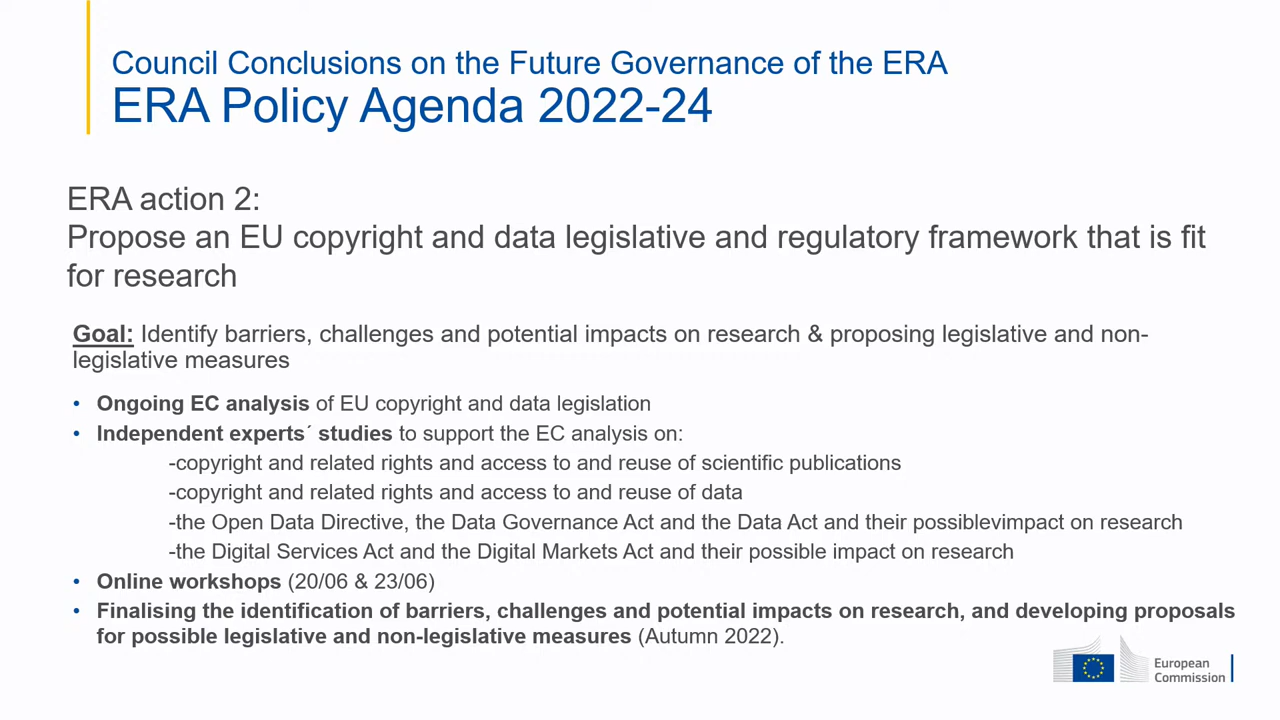 Council Conclusions on the Future Governance of the ERA
ERA Policy Agenda 2022-24
ERA action 2:
Propose an EU copyright and data legislative and regulatory framework that is fit
for research
Goal: Identify barriers, challenges and potential impacts on research & proposing legislative and non-
legislative measures
• Ongoing EC analysis of EU copyright and data legislation
• Independent experts´ studies to support the EC analysis on:
-copyright and related rights and access to and reuse of scientific publications
-copyright and related rights and access to and reuse of data
-the Open Data Directive, the Data Governance Act and the Data Act and their possiblevimpact on research
-the Digital Services Act and the Digital Markets Act and their possible impact on research
• Online workshops (20/06 & 23/06)
• Finalising the identification of barriers, challenges and potential impacts on research, and developing proposals
for possible legislative and non-legislative measures (Autumn 2022).
European
Commission